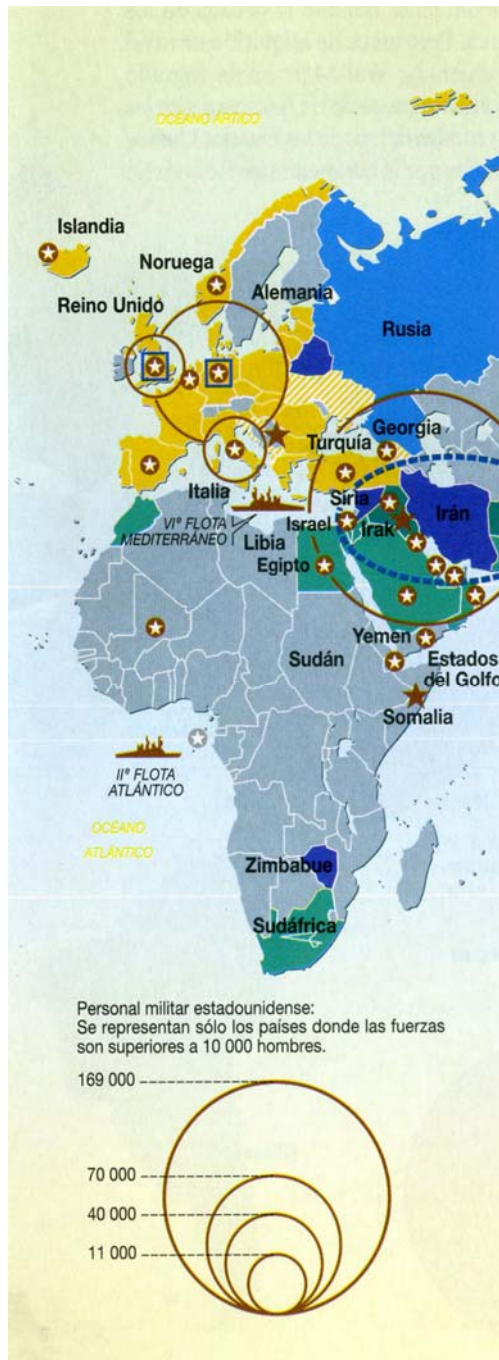 OCÉANO ÁRTICO
Islandia
Noruega
Alemania
Reino Unido
Rusia
Georgia
Turquía
Siria
Irán
Italia
Israel
Irak
VIª FLOTA
MEDITERRÁNEO
Libia
Egipto
Yemen
Sudán
Estados
del Golfo
Somalia
IIª FLOTA
ATLÁNTICO
OCÉANO
ATLÁNTICO
Zimbabue
Sudáfrica
Personal militar estadounidense:
Se representan sólo los países donde las fuerzas
son superiores a 10 000 hombres.
169 000
70 000
40 000
11 000